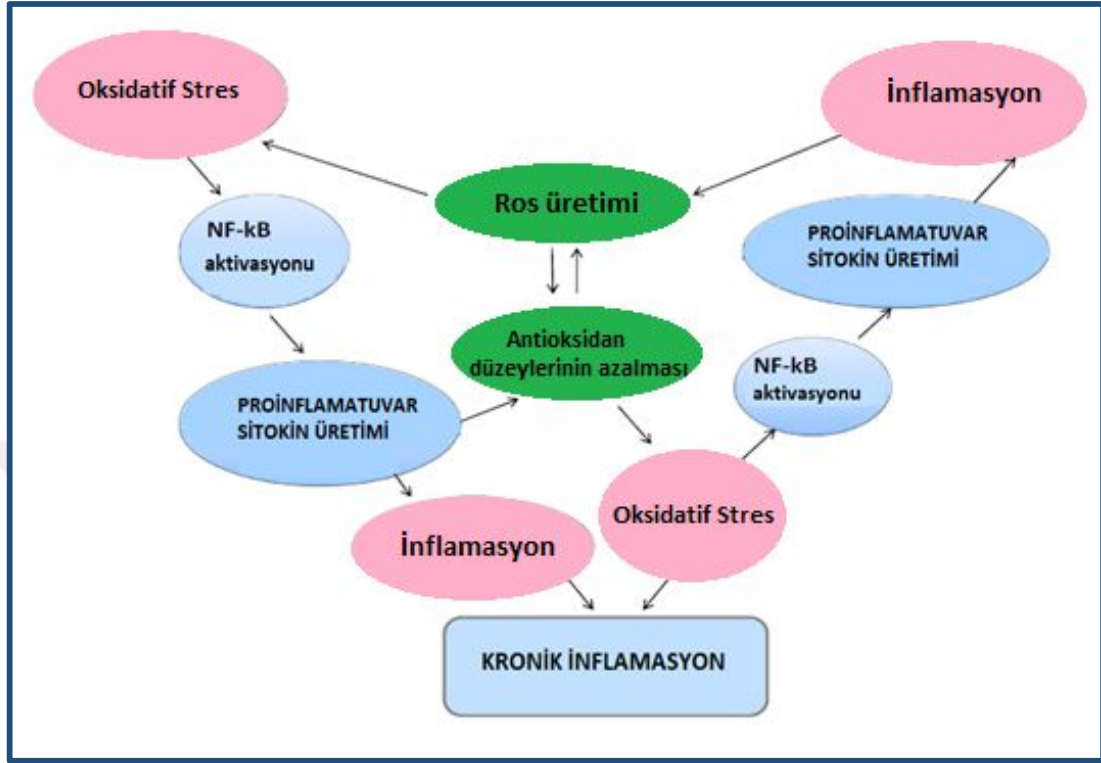 Oksidatif Stres
İnflamasyon
Ros üretimi
NF-kB
aktivasyonu
PROİNFLAMATUVAR
SİTOKİN ÜRETİMİ
Antioksidan
düzeylerinin azalması
NF-kB
aktivasyonu
PROİNFLAMATUVAR
SİTOKİN ÜRETİMİ
Oksidatif Stres
İnflamasyon
KRONİK İNFLAMASYON